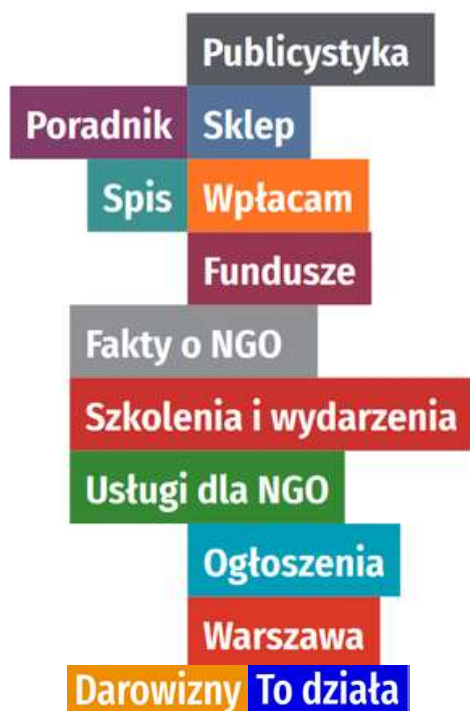 Publicystyka
Poradnik Sklep
Spis Wpłacam
Fundusze
Fakty o NGO
Szkolenia i wydarzenia
Usługi dla NGO
Ogłoszenia
Warszawa
Darowizny To działa